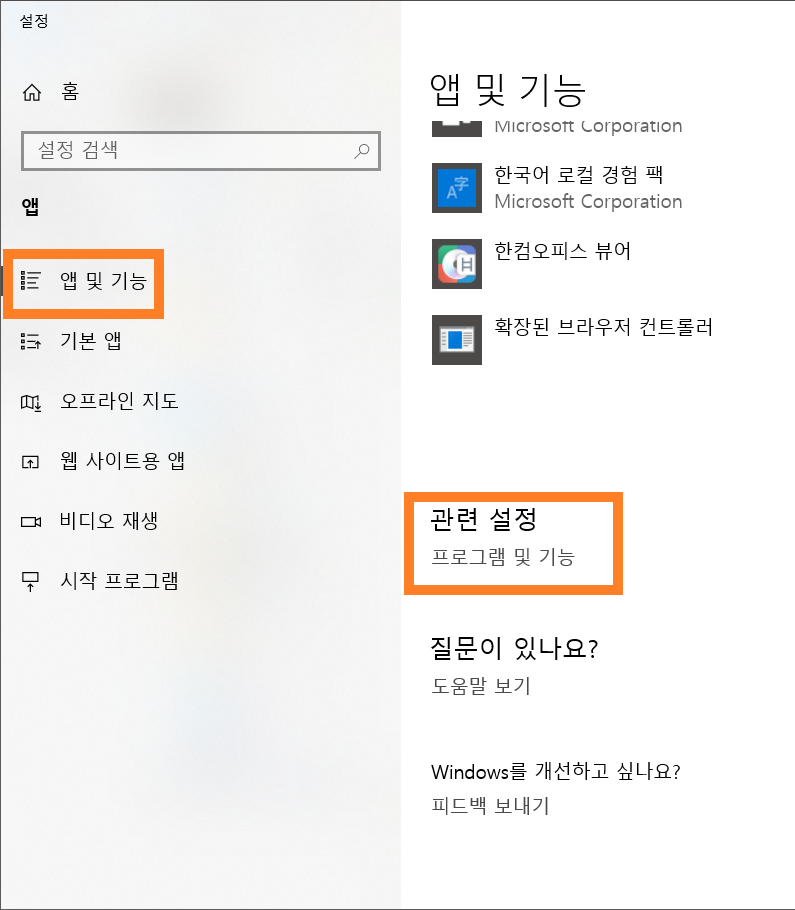 설정
홈
설정 검색
앱
앱 및 기능
기본 앱
오프라인 지도
웹 사이트용 앱
비디오 재생
시작 프로그램
앱 및 기능
Microsoft Corporation
한국어 로컬 경험 팩
Microsoft Corporation
한컴오피스 뷰어
확장된 브라우저 컨트롤러
관련 설정
프로그램 및 기능
질문이 있나요?
도움말 보기
Windows를 개선하고 싶나요?
피드백 보내기